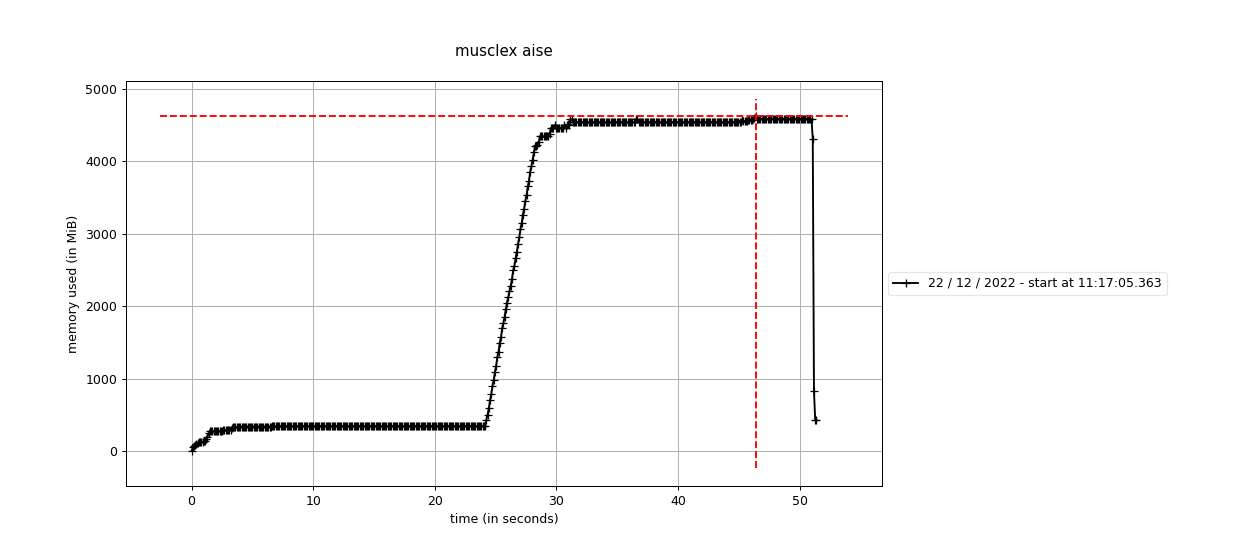 musclex aise
5000
4000
3000
2000
1000
0
memory used (in MiB)
0 10 20 30 40 50
time (in seconds)
22 / 12 / 2022 - start at 11:17:05.363